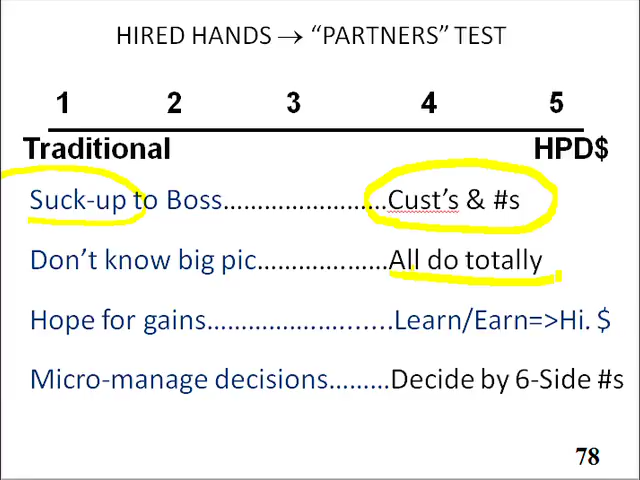 HIRED HANDS → “PARTNERS” TEST
1 2 3 4 5
Traditional HPD$
Suck-up to Boss........................Cust’s & #s
Don’t know big pic...................All do totally
Hope for gains...........................Learn/Earn=>Hi. $
Micro-manage decisions.........Decide by 6-Side #s
78